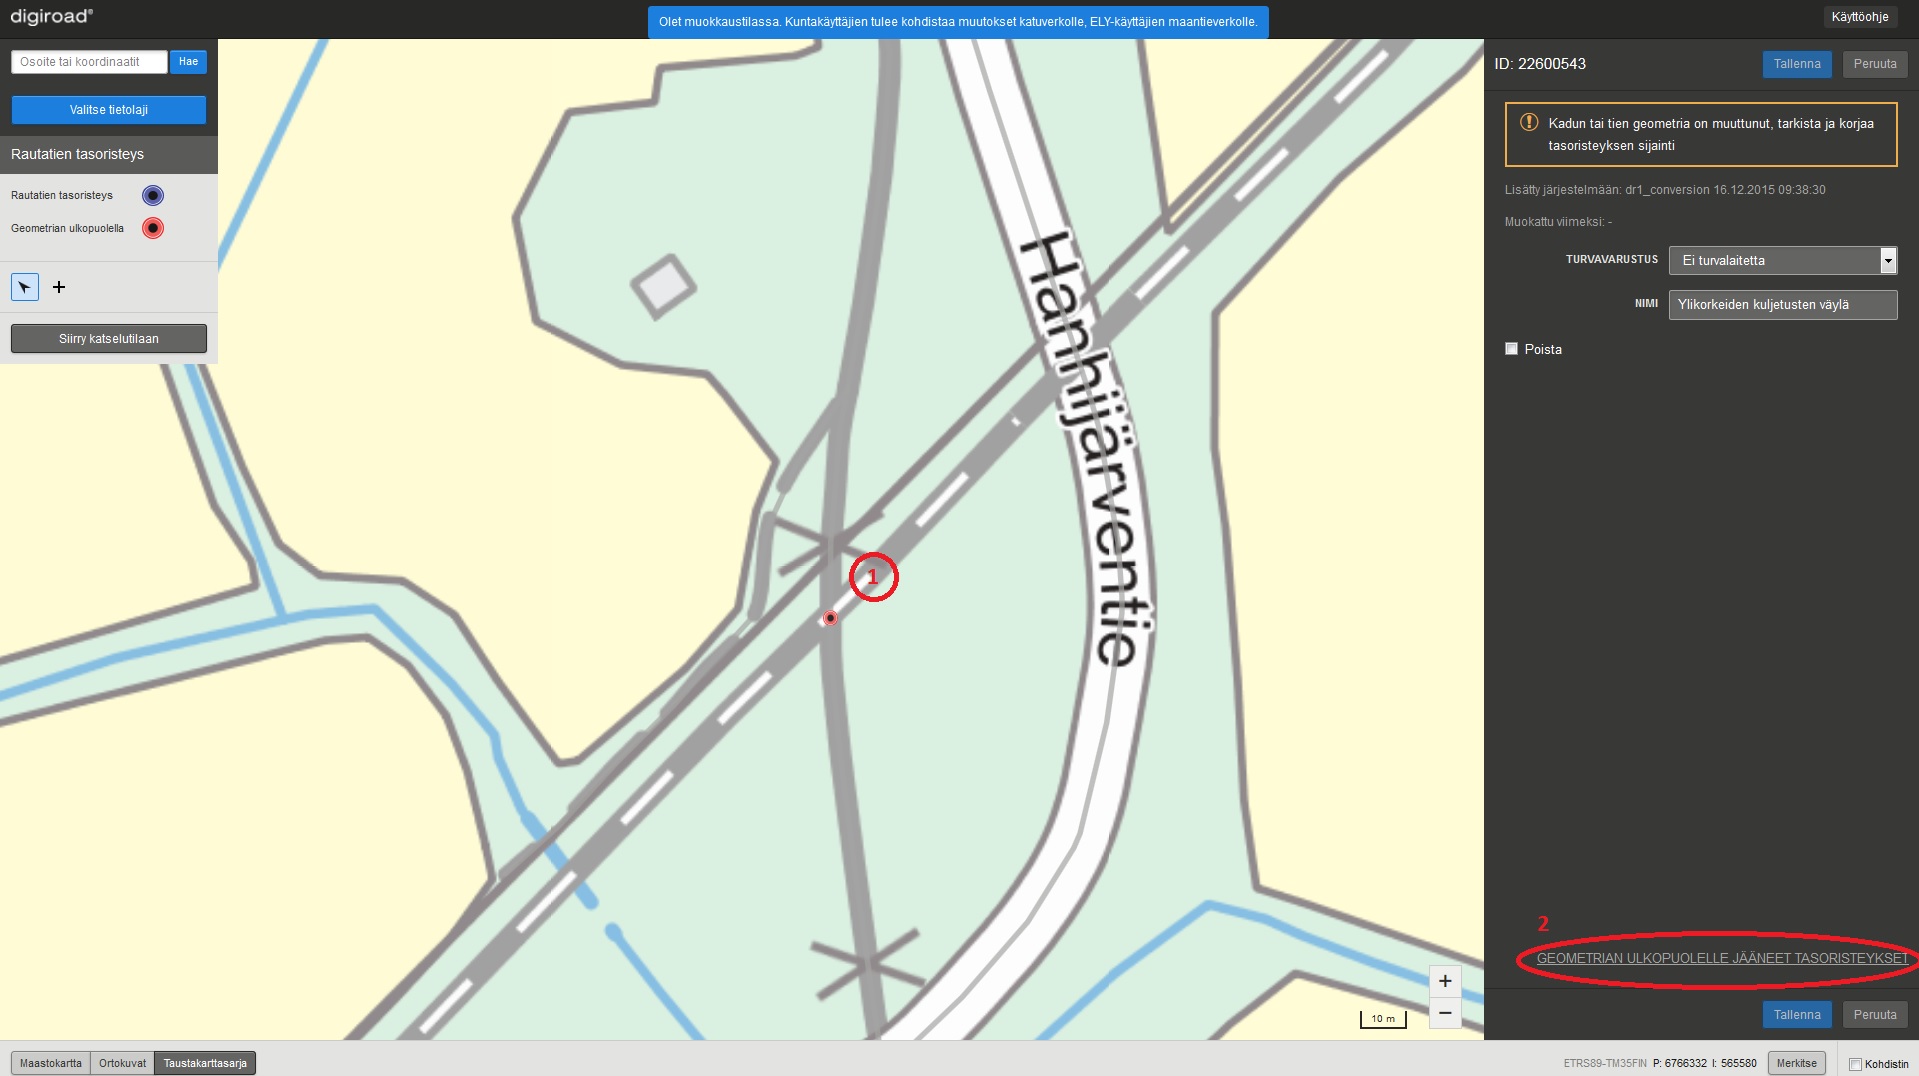 digiroad®
Olet muokkaustilassa. Kuntakäyttäjien tulee kohdistaa muutokset katuverkolle, ELY-käyttäjien maantieverkolle.
Käyttöohje
Osoite tai koordinaatit
Hae
Valitse tietolaji
Rautatien tasoristeys
Rautatien tasoristeys
Geometrian ulkopuolella
+
Siirry katselutilaan
Hanhijärventie
1
ID: 22600543
Tallenna
Peruuta
Kadun tai tien geometria on muuttunut, tarkista ja korjaa
tasoristeyksen sijainti
Lisätty järjestelmään: dr1_conversion 16.12.2015 09:38:30
Muokattu viimeksi: -
TURVAVARUSTUS
Ei turvalaitetta
NIMI
Ylikorkeiden kuljetusten väylä
Poista
2
GEOMETRIAN ULKOPUOLELLE JÄÄNEET TASORISTEYKSET
+
−
10 m
Tallenna
Peruuta
Maastokartta
Ortokuvat
Taustakarttasarja
ETRS89-TM35FIN P: 6766332 I: 565580
Merkitse
Kohdistin